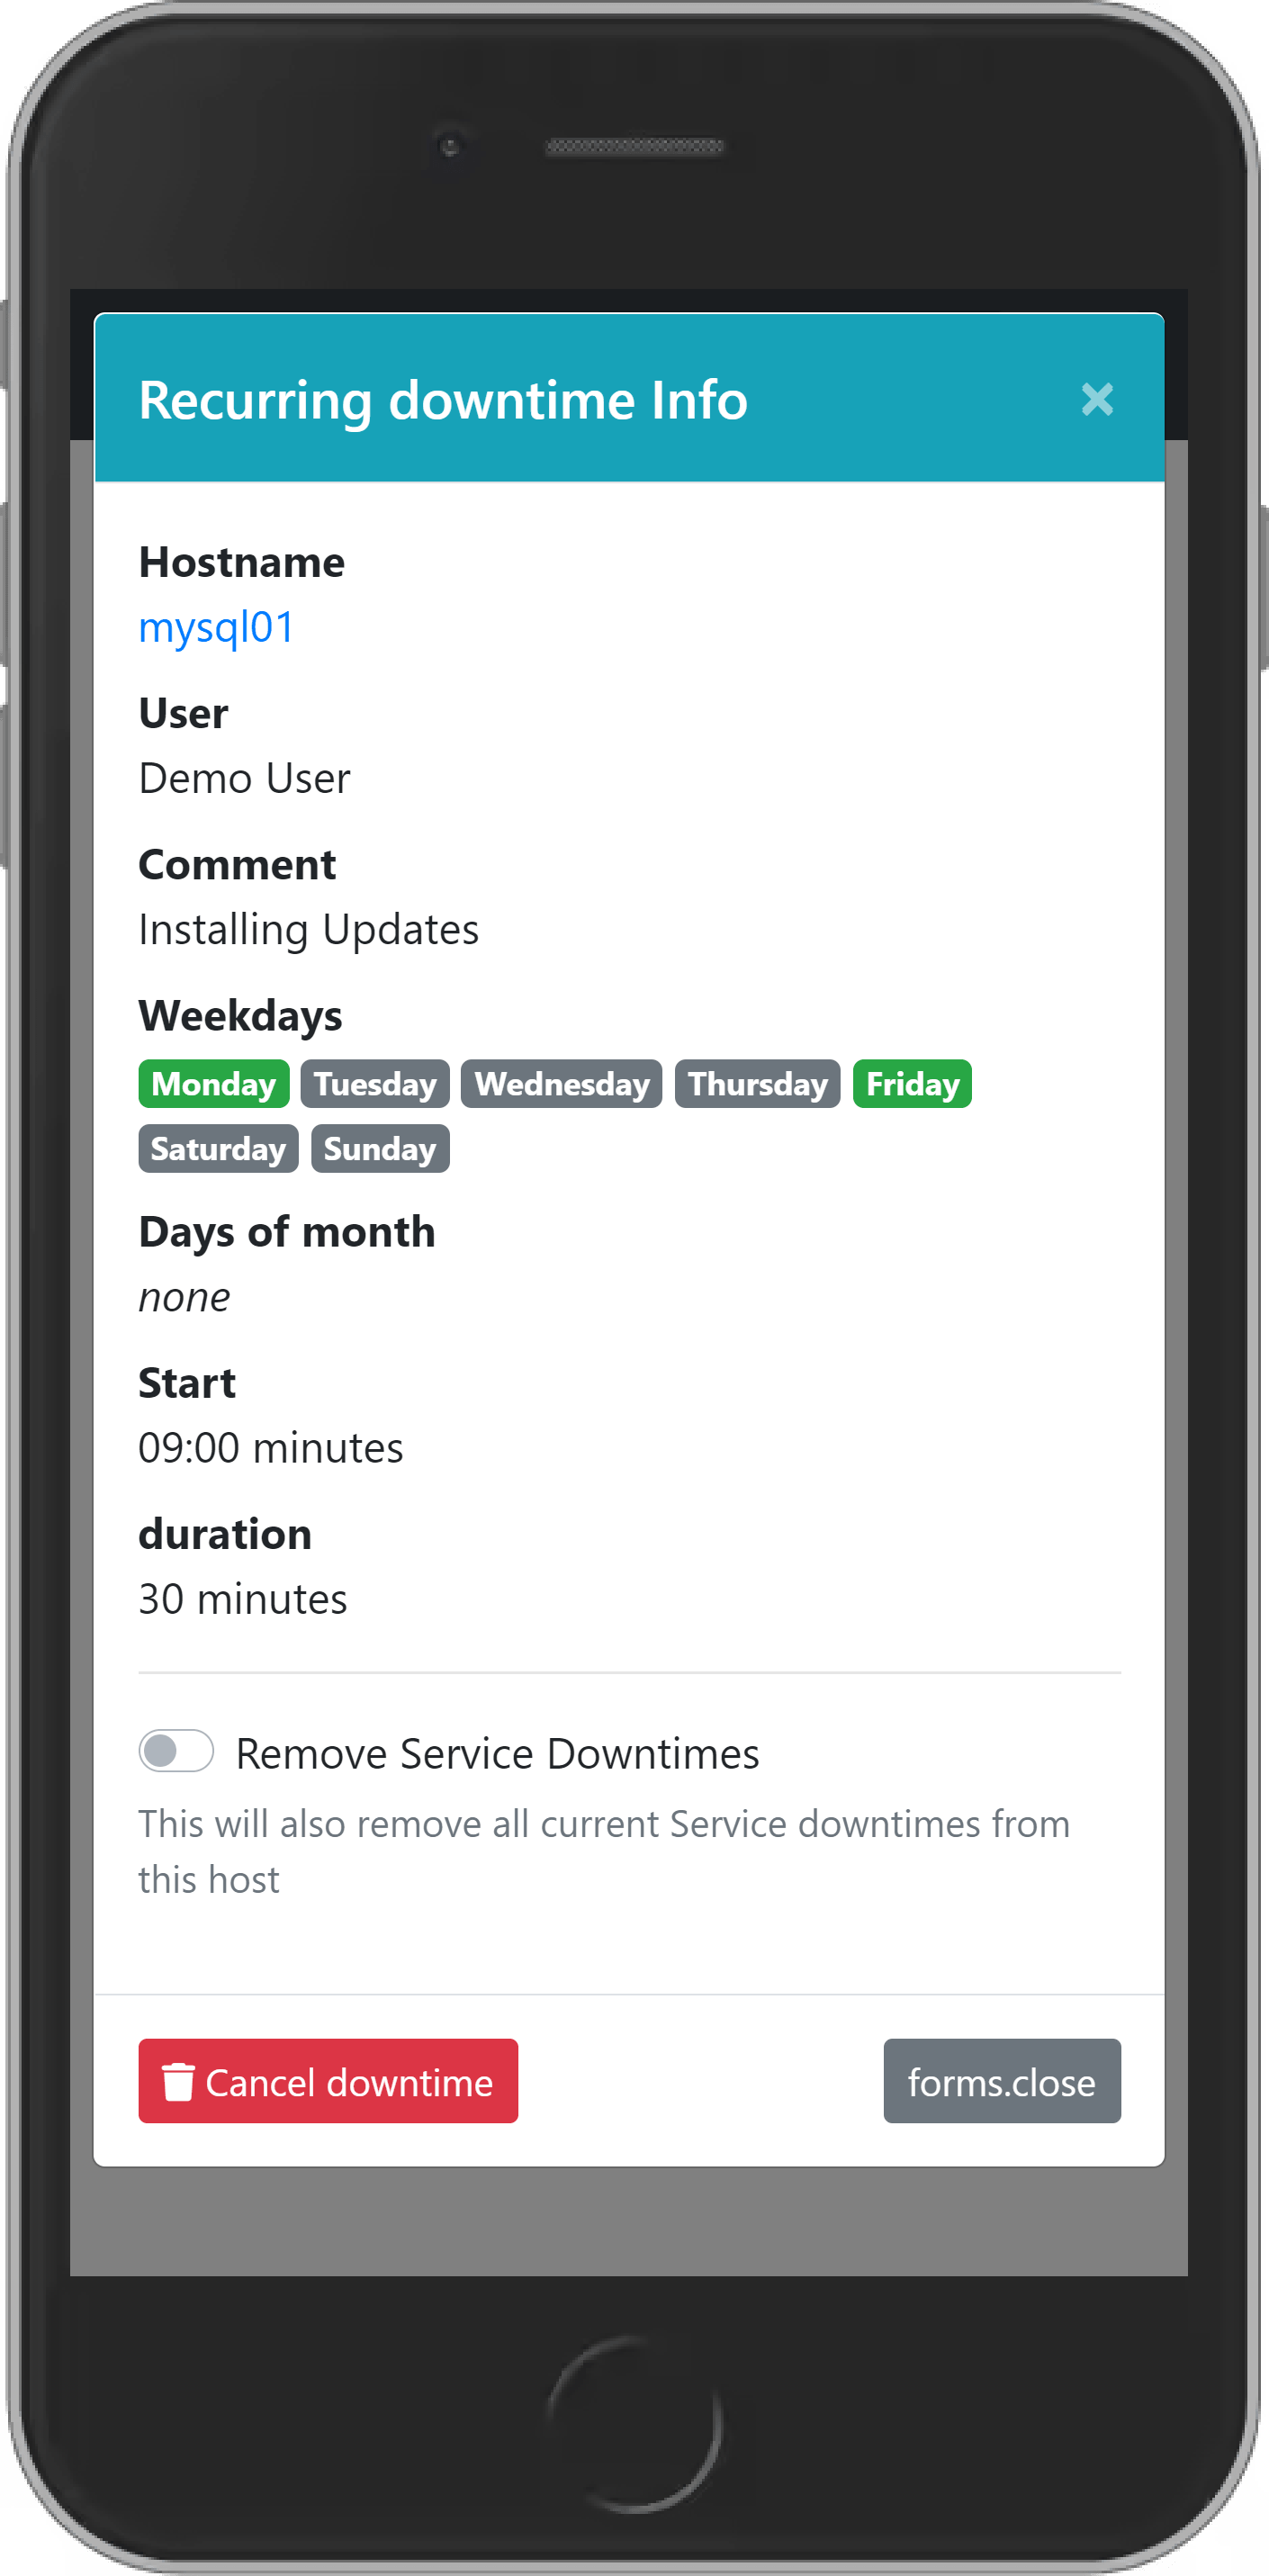 Recurring downtime Info ×
Hostname
mysql01
User
Demo User
Comment
Installing Updates
Weekdays
Monday Tuesday Wednesday Thursday Friday
Saturday Sunday
Days of month
none
Start
09:00 minutes
duration
30 minutes
Remove Service Downtimes
This will also remove all current Service downtimes from
this host
Cancel downtime forms.close